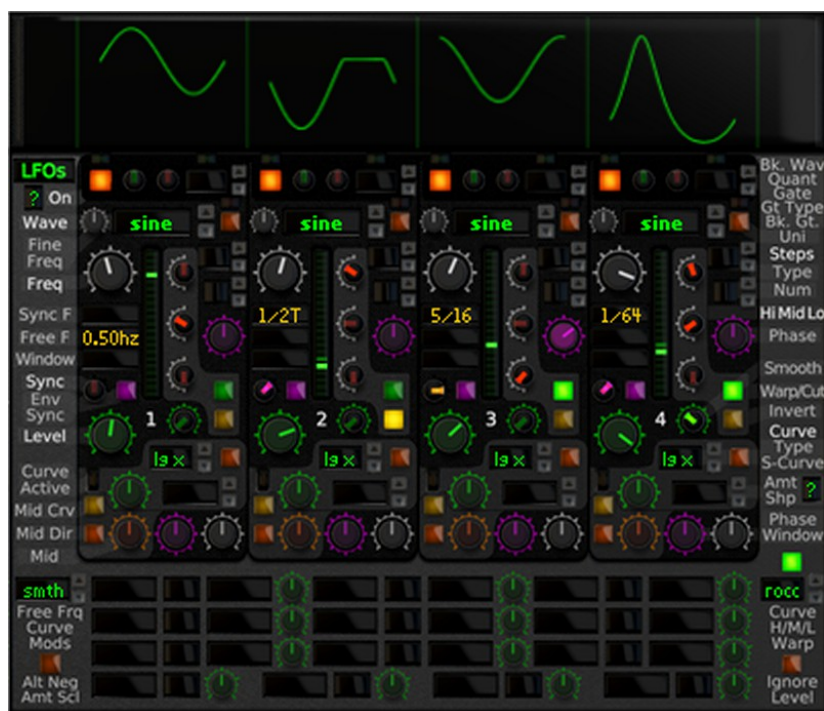 LFOs
? On
Wave
Fine
Freq
Freq
Sync F
Free F
Window
Sync
Env
Sync
Level
Curve
Active
Mid Crv
Mid Dir
Mid
sine
sine
sine
sine
0.50hz
1/2T
5/16
1/64
1
2
3
4
lg x
lg x
lg x
lg x
Bk. Wav
Quant
Gate
Gt Type
Bk. Gt.
Uni
Steps
Type
Num
Hi Mid Lo
Phase
Smooth
Warp/Cut
Invert
Curve
Type
S-Curve
Amt ?
Shp
Phase
Window
smth
Free Frq
Curve
Mods
Alt Neg
Amt Scl
rocc
Curve
H/M/L
Warp
Ignore
Level